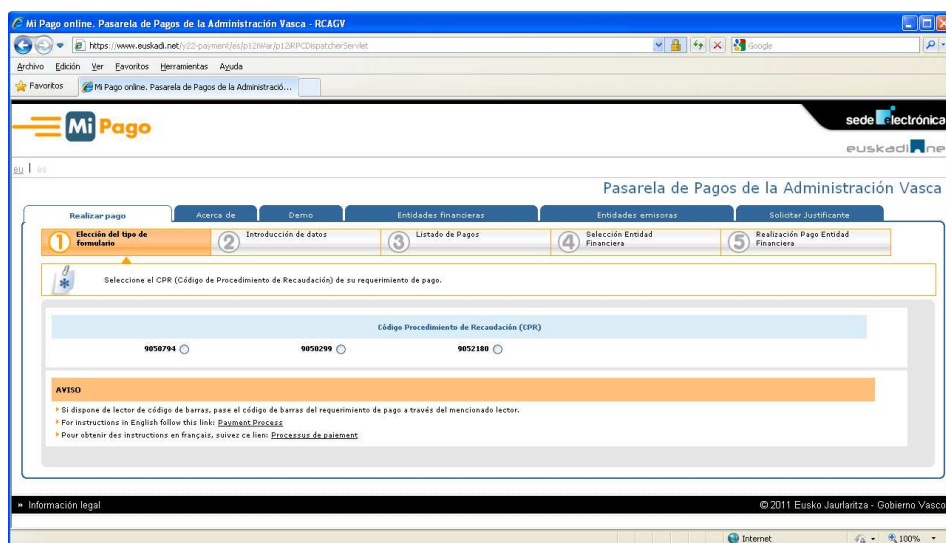 Mi Pago online. Pasarela de Pagos de la Administración Vasca - RCAGV
https://www.euskadi.net/y22-payment/es/p12iWar/p12iRPCDispatcherServlet
Google
Archivo Edición Ver Favoritos Herramientas Ayuda
Favoritos Mi Pago online. Pasarela de Pagos de la Administració...
Mi Pago
sede electrónica
euskadi.ne
eu | es
Pasarela de Pagos de la Administración Vasca
Realizar pago Acerca de Demo Entidades financieras Entidades emisoras Solicitar Justificante
1 Elección del tipo de formulario
2 Introducción de datos
3 Listado de Pagos
4 Selección Entidad Financiera
5 Realización Pago Entidad Financiera
Seleccione el CPR (Código de Procedimiento de Recaudación) de su requerimiento de pago.
Código Procedimiento de Recaudación (CPR)
9050794 9050299 9052180
AVISO
Si dispone de lector de código de barras, pase el código de barras del requerimiento de pago a través del mencionado lector.
For instructions in English follow this link: Payment Process
Pour obtenir des instructions en français, suivez ce lien: Processus de paiement
» Información legal
© 2011 Eusko Jaurlaritza - Gobierno Vasco
Internet 100%